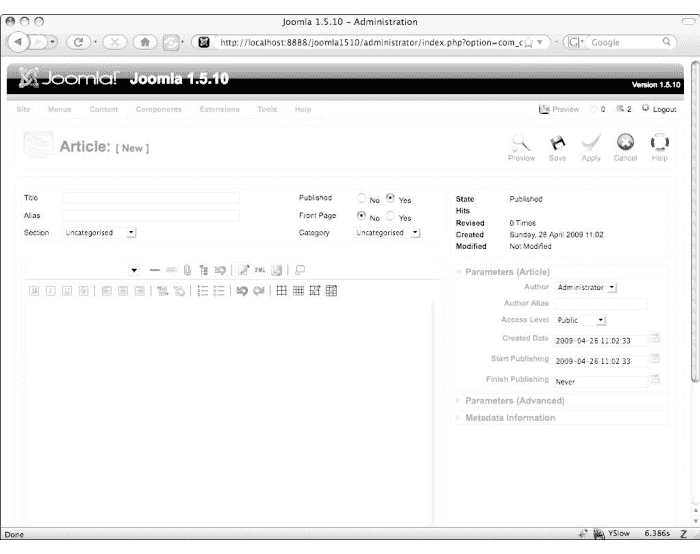 Joomla 1.5.10 - Administration
http://localhost:8888/joomla1510/administrator/index.php?option=com_c
Google
Joomla! Joomla 1.5.10
Version 1.5.10
Site Menus Content Components Extensions Tools Help
Preview 0 2 Logout
Article: [ New ]
Preview Save Apply Cancel Help
Title
Published No Yes
Alias
Front Page No Yes
Section Uncategorised
Category Uncategorised
State Published
Hits
Revised 0 Times
Created Sunday, 26 April 2009 11:02
Modified Not Modified
XML
Parameters (Article)
Author Administrator
Author Alias
Access Level Public
Created Date 2009-04-26 11:02:33
Start Publishing 2009-04-26 11:02:33
Finish Publishing Never
Parameters (Advanced)
Metadata Information
Done
YSlow 6.386s